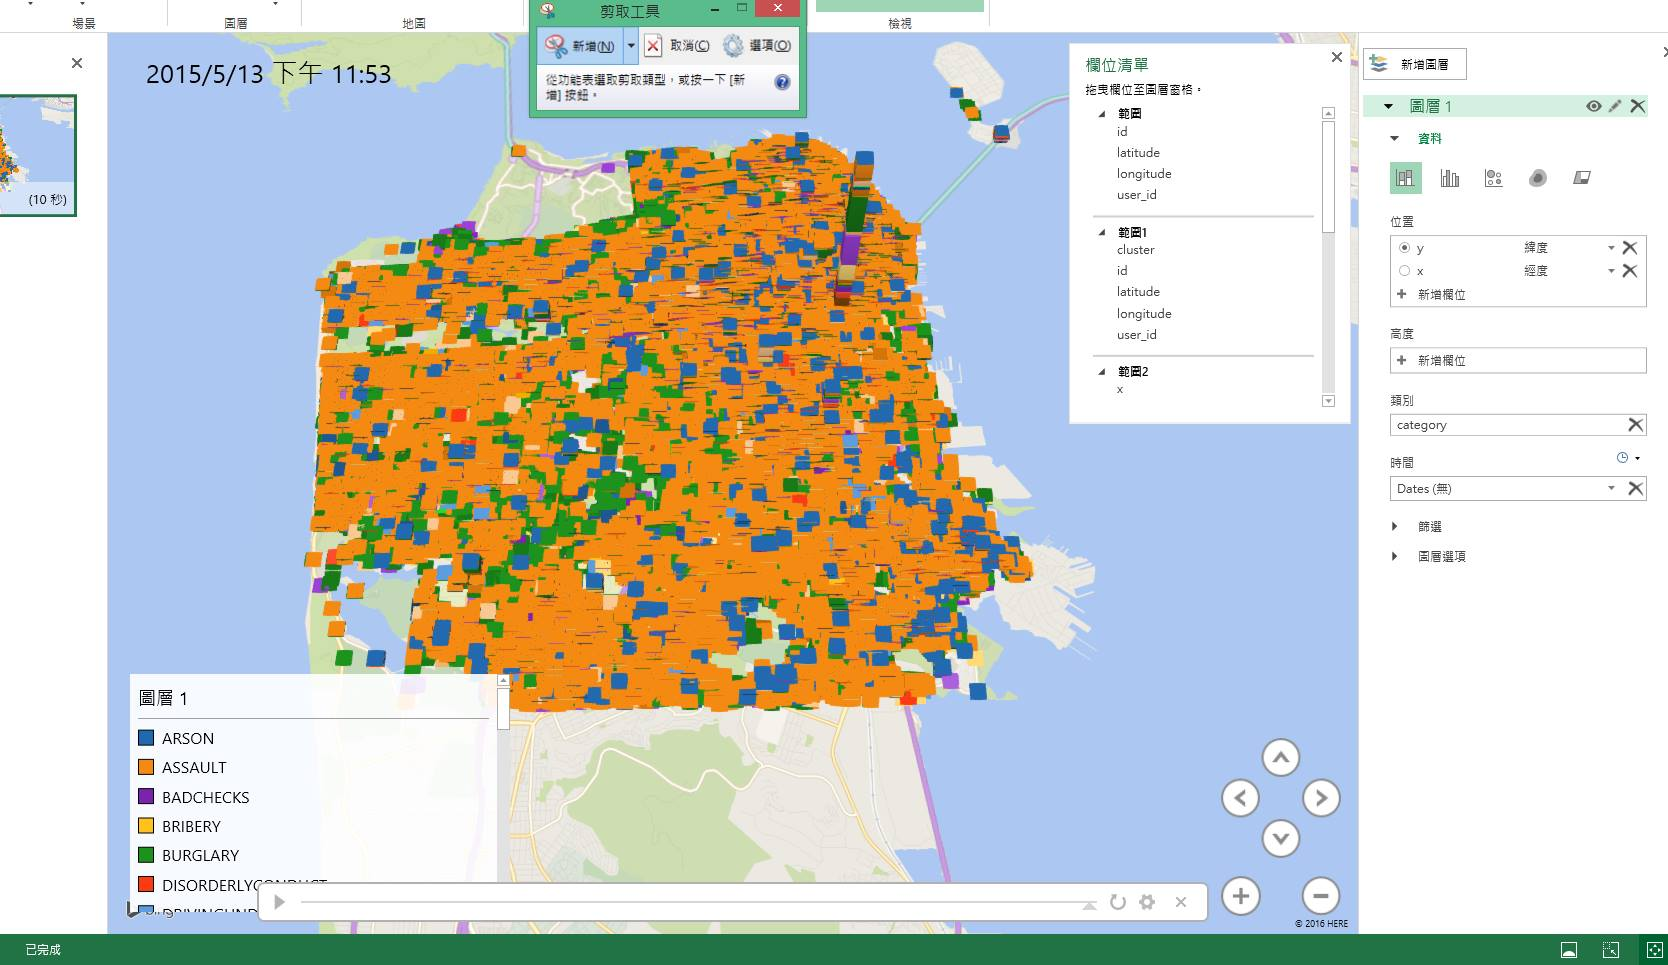 場景
圖層
地圖
檢視
剪取工具
新增(N)
取消(C)
選項(O)
從功能表選取剪取類型，或按一下 [新
增] 按鈕。
(10 秒)
2015/5/13 下午 11:53
欄位清單
拖曳欄位至圖層窗格。
範圍
id
latitude
longitude
user_id
範圍1
cluster
id
latitude
longitude
user_id
範圍2
x
新增圖層
圖層 1
資料
位置
y 緯度
x 經度
新增欄位
高度
新增欄位
類別
category
時間
Dates (無)
篩選
圖層選項
圖層 1
ARSON
ASSAULT
BADCHECKS
BRIBERY
BURGLARY
DISORDERLYCONDUCT
© 2016 HERE
已完成